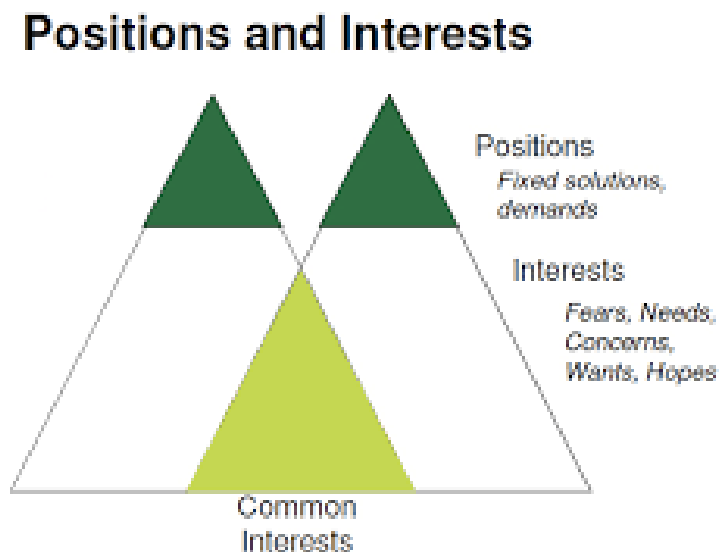 Positions and Interests
Positions
Fixed solutions,
demands
Interests
Fears, Needs,
Concerns,
Wants, Hopes
Common
Interests